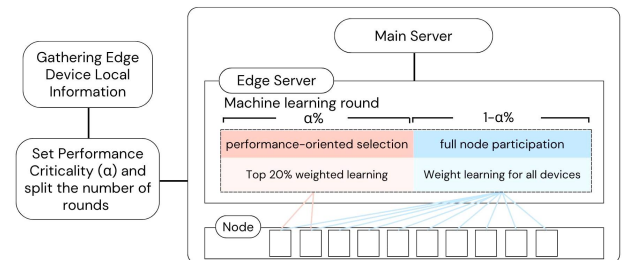 Gathering Edge
Device Local
Information
Set Performance
Criticality (α) and
split the number of
rounds
Main Server
Edge Server
Machine learning round
α%
1-α%
performance-oriented selection
full node participation
Top 20% weighted learning
Weight learning for all devices
Node